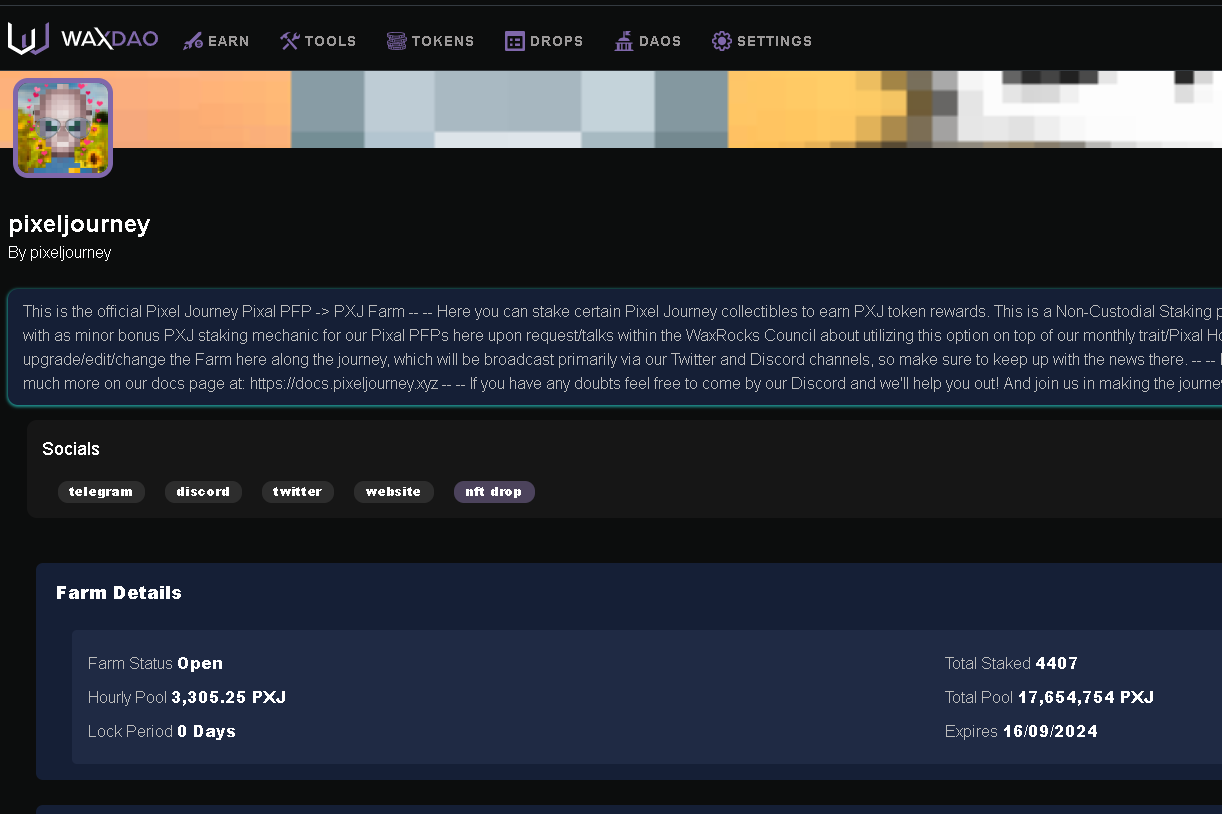 WAXDAO EARN TOOLS TOKENS DROPS DAOS SETTINGS
pixeljourney
By pixeljourney
This is the official Pixel Journey Pixal PFP -> PXJ Farm -- -- Here you can stake certain Pixel Journey collectibles to earn PXJ token rewards. This is a Non-Custodial Staking
with as minor bonus PXJ staking mechanic for our Pixal PFPs here upon request/talks within the WaxRocks Council about utilizing this option on top of our monthly trait/Pixal
upgrade/edit/change the Farm here along the journey, which will be broadcast primarily via our Twitter and Discord channels, so make sure to keep up with the news there. -- --
much more on our docs page at: https://docs.pixeljourney.xyz -- -- If you have any doubts feel free to come by our Discord and we'll help you out! And join us in making the journey
Socials
telegram discord twitter website nft drop
Farm Details
Farm Status Open Total Staked 4407
Hourly Pool 3,305.25 PXJ Total Pool 17,654,754 PXJ
Lock Period 0 Days Expires 16/09/2024